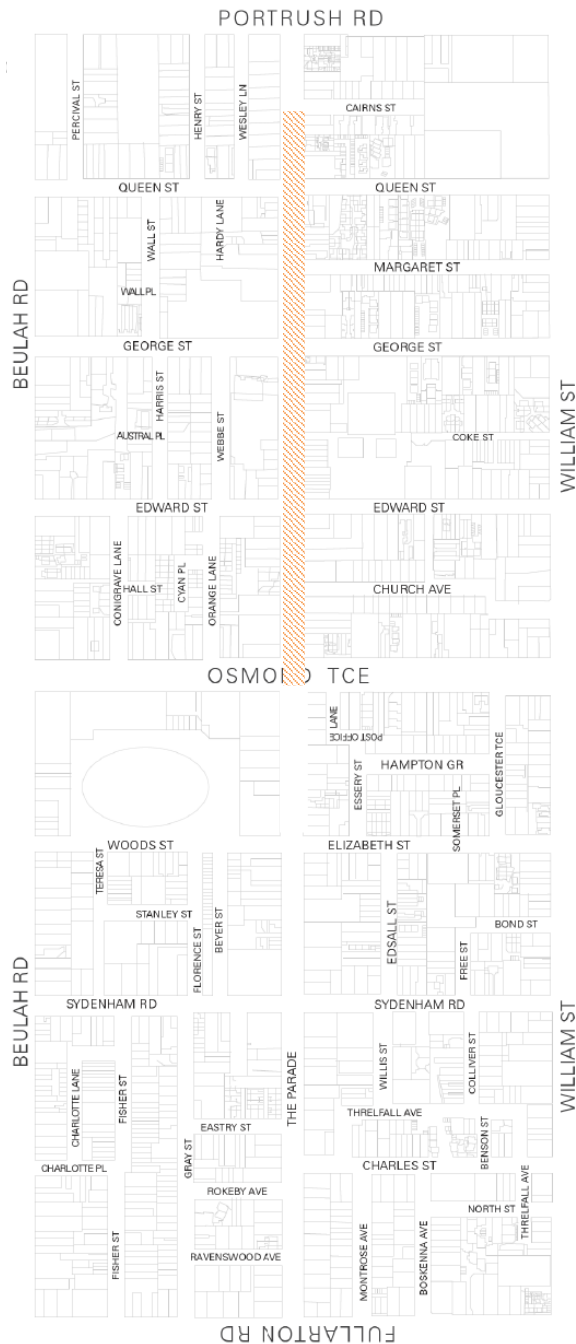 PORTRUSH RD
CAIRNS ST
PERCIVAL ST
HENRY ST
WESLEY LN
QUEEN ST
QUEEN ST
WALL ST
HARDY LANE
MARGARET ST
WALL PL
BEULAH RD
GEORGE ST
GEORGE ST
HARRIS ST
AUSTRAL PL
WEBBE ST
COKE ST
WILLIAM ST
EDWARD ST
EDWARD ST
CONIGRAVE LANE
HALL ST
CYAN PL
ORANGE LANE
CHURCH AVE
OSMOND TCE
POST OFFICE LANE
ESSERY ST
HAMPTON GR
SOMERSET PL
GLOUCESTER TCE
WOODS ST
ELIZABETH ST
TERESA ST
STANLEY ST
FLORENCE ST
BEYER ST
EDSALL ST
FREE ST
BOND ST
BEULAH RD
SYDENHAM RD
SYDENHAM RD
WILLIAM ST
CHARLOTTE LANE
FISHER ST
THE PARADE
WILLIS ST
COLLIVER ST
EASTRY ST
THRELFALL AVE
GRAY ST
BENSON ST
CHARLOTTE PL
CHARLES ST
ROKEBY AVE
NORTH ST
THRELFALL AVE
FISHER ST
RAVENSWOOD AVE
MONTROSE AVE
BOSKENNA AVE
FULLARTON RD